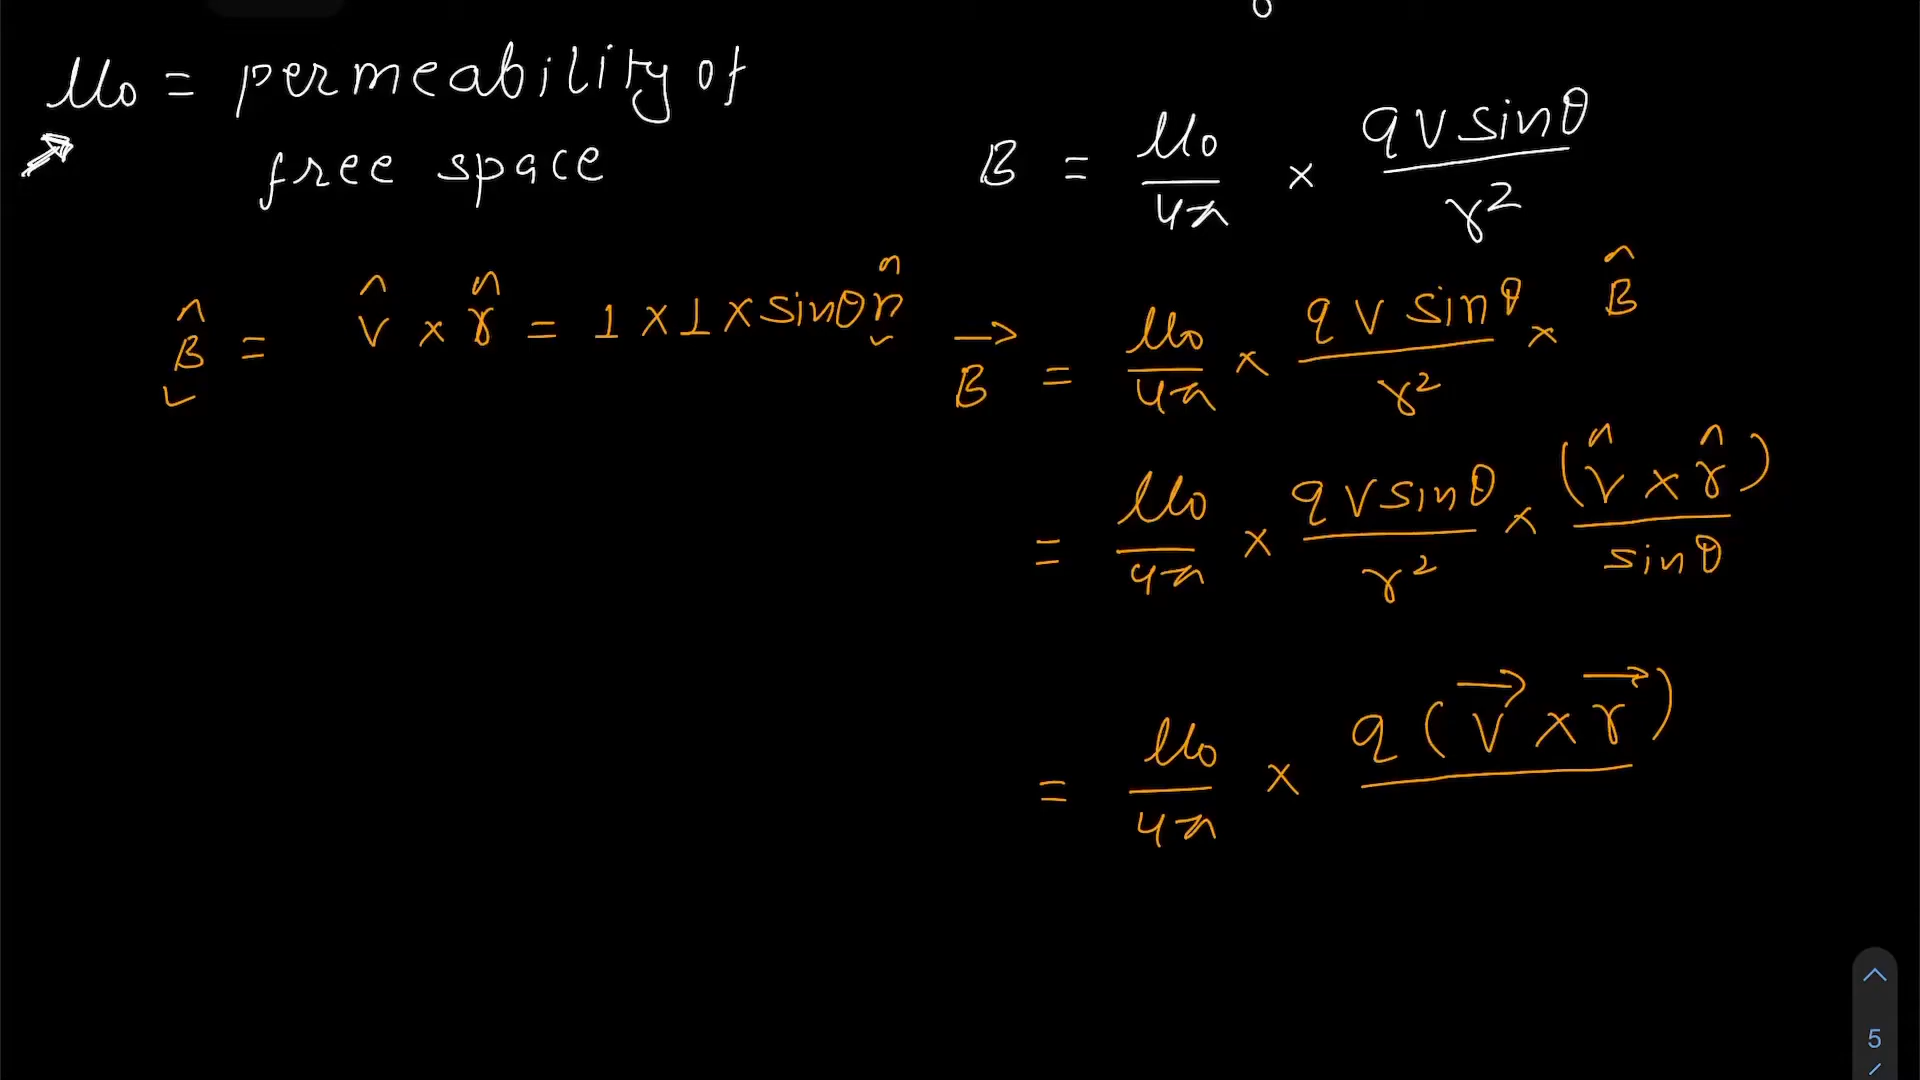 μ₀ = permeability of
free space
B = μ₀/4π × qv sinθ/r²
B̂ = v̂ × r̂ = 1 × 1 × sinθ n̂
B⃗ = μ₀/4π × qv sinθ/r² × B̂
= μ₀/4π × qv sinθ/r² × (v̂ × r̂)/sinθ
= μ₀/4π × q(v⃗ × r⃗)
5